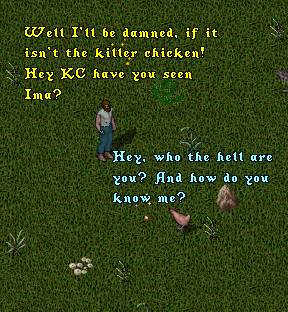 Well I'll be damned, if it
isn't the killer chicken!
Hey KC have you seen
Ima?
Hey, who the hell are
you? And how do you
know me?